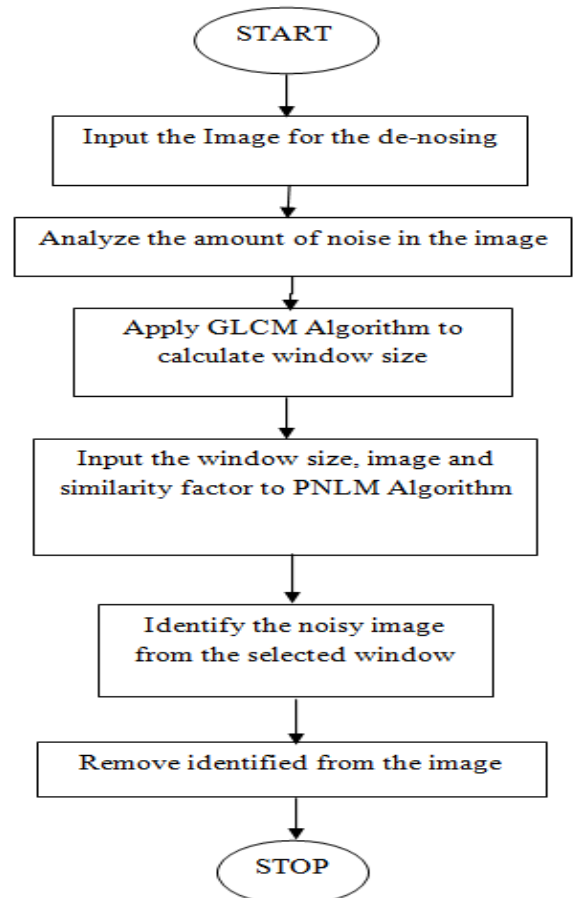 START
Input the Image for the de-nosing
Analyze the amount of noise in the image
Apply GLCM Algorithm to
calculate window size
Input the window size, image and
similarity factor to PNLM Algorithm
Identify the noisy image
from the selected window
Remove identified from the image
STOP